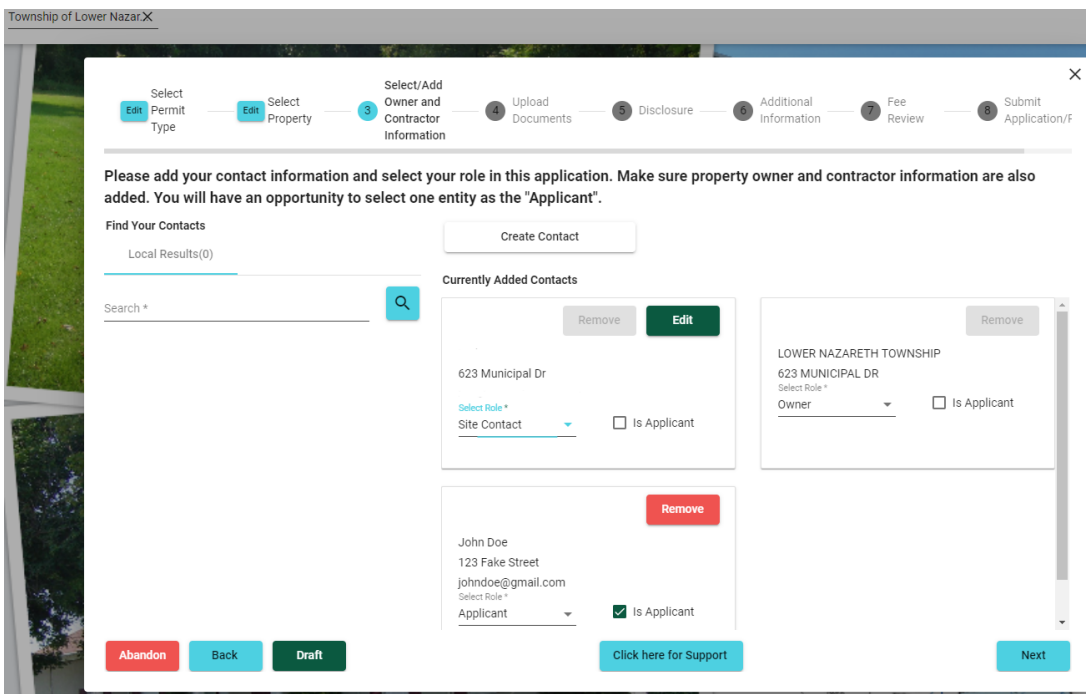 Township of Lower Nazar.X
×
Edit
Select
Permit
Type
Edit
Select
Property
3
Select/Add
Owner and
Contractor
Information
4
Upload
Documents
5
Disclosure
6
Additional
Information
7
Fee
Review
8
Submit
Application/F
Please add your contact information and select your role in this application. Make sure property owner and contractor information are also
added. You will have an opportunity to select one entity as the "Applicant".
Find Your Contacts
Local Results(0)
Search *
Create Contact
Currently Added Contacts
Remove
Edit
623 Municipal Dr
Select Role *
Site Contact
Is Applicant
Remove
LOWER NAZARETH TOWNSHIP
623 MUNICIPAL DR
Select Role *
Owner
Is Applicant
Remove
John Doe
123 Fake Street
johndoe@gmail.com
Select Role *
Applicant
Is Applicant
Abandon
Back
Draft
Click here for Support
Next